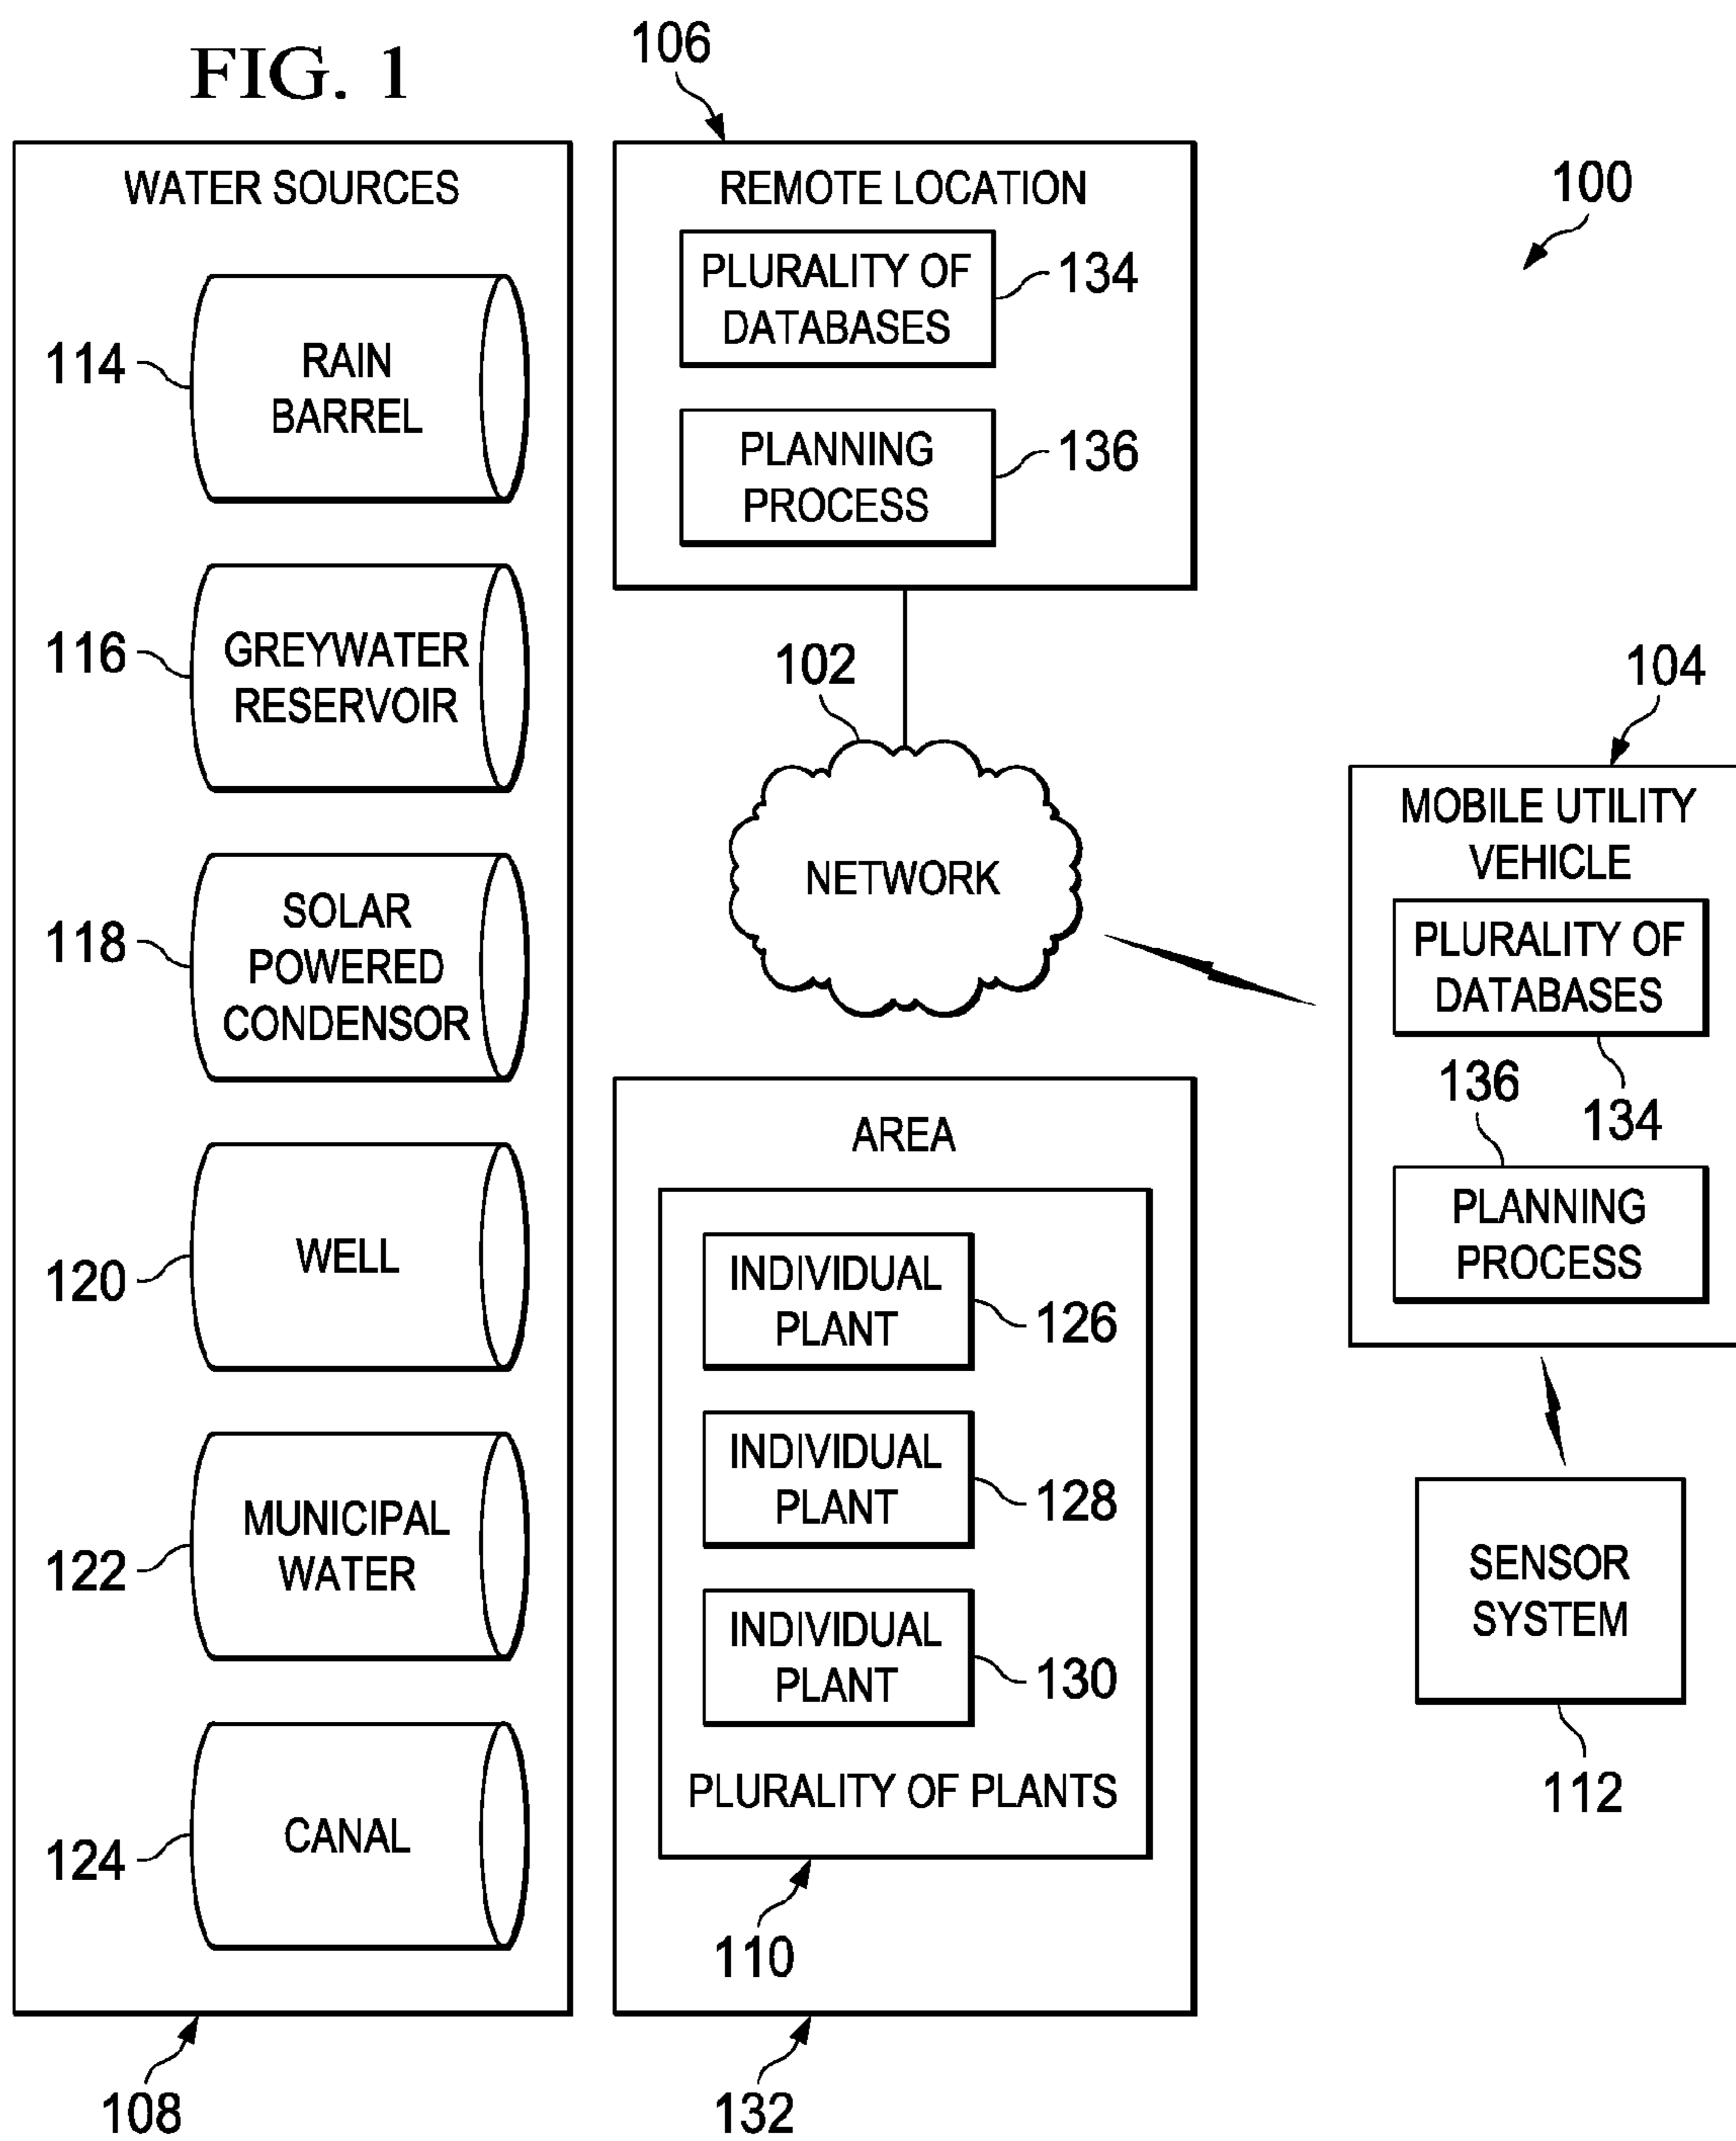 FIG. 1
WATER SOURCES
114
RAIN
BARREL
116
GREYWATER
RESERVOIR
118
SOLAR
POWERED
CONDENSOR
120
WELL
122
MUNICIPAL
WATER
124
CANAL
108
106
REMOTE LOCATION
PLURALITY OF
DATABASES
134
PLANNING
PROCESS
136
102
NETWORK
AREA
INDIVIDUAL
PLANT
126
INDIVIDUAL
PLANT
128
INDIVIDUAL
PLANT
130
PLURALITY OF PLANTS
110
132
100
104
MOBILE UTILITY
VEHICLE
PLURALITY OF
DATABASES
136
134
PLANNING
PROCESS
SENSOR
SYSTEM
112